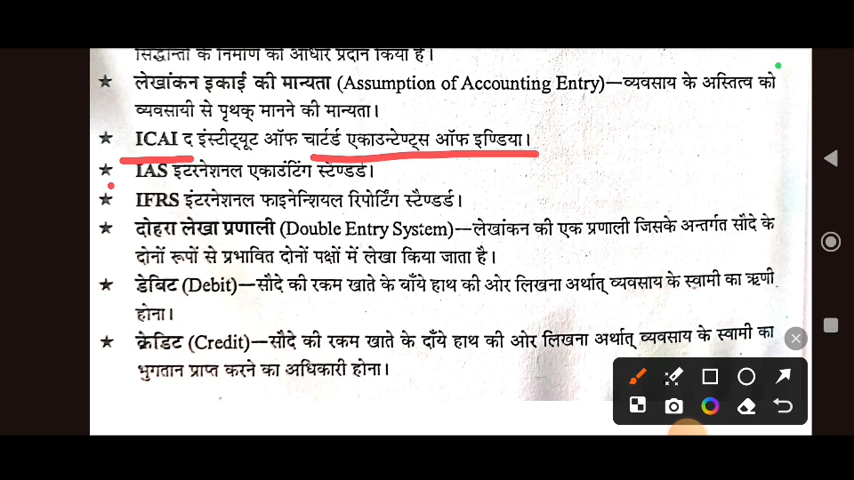 सिद्धान्तों के निर्माण को आधार प्रदान किया है।
★ लेखांकन इकाई की मान्यता (Assumption of Accounting Entry)—व्यवसाय के अस्तित्व को
व्यवसायी से पृथक् मानने की मान्यता।
★ ICAI द इंस्टीट्यूट ऑफ चार्टर्ड एकाउन्टेण्ट्स ऑफ इण्डिया।
★ IAS इटरनेशनल एकाउंटिंग स्टैण्डर्ड।
★ IFRS इंटरनेशनल फाइनेन्शियल रिपोर्टिंग स्टैण्डर्ड।
★ दोहरा लेखा प्रणाली (Double Entry System)—लेखांकन की एक प्रणाली जिसके अन्तर्गत सौदे के
दोनों रूपों से प्रभावित दोनों पक्षों में लेखा किया जाता है।
★ डेबिट (Debit)—सौदे की रकम खाते के बाँये हाथ की ओर लिखना अर्थात् व्यवसाय के स्वामी का ऋणी
होना।
★ क्रेडिट (Credit)—सौदे की रकम खाते के दाँये हाथ की ओर लिखना अर्थात् व्यवसाय के स्वामी का
भुगतान प्राप्त करने का अधिकारी होना।